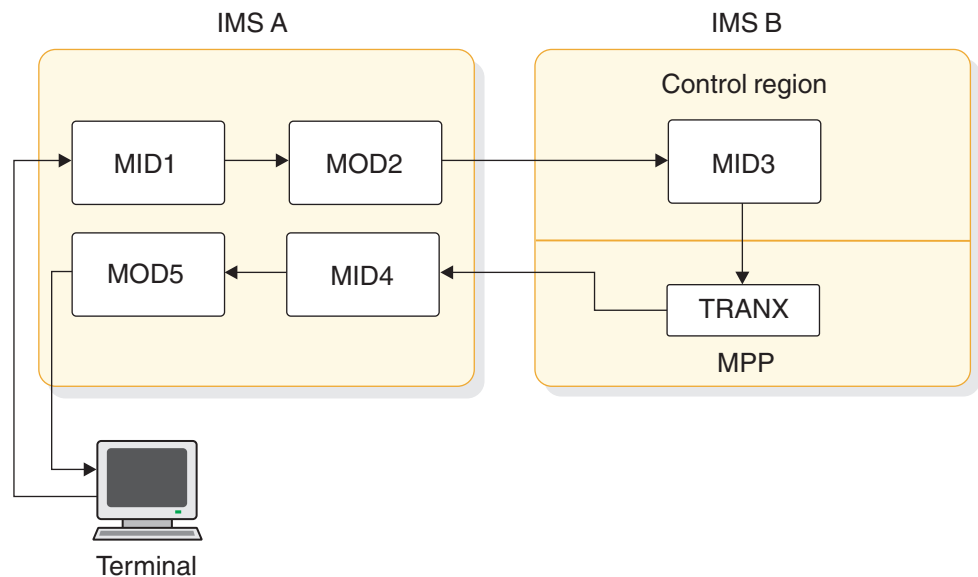 IMS A
IMS B
Control region
MID1
MOD2
MID3
MOD5
MID4
TRANX
MPP
Terminal